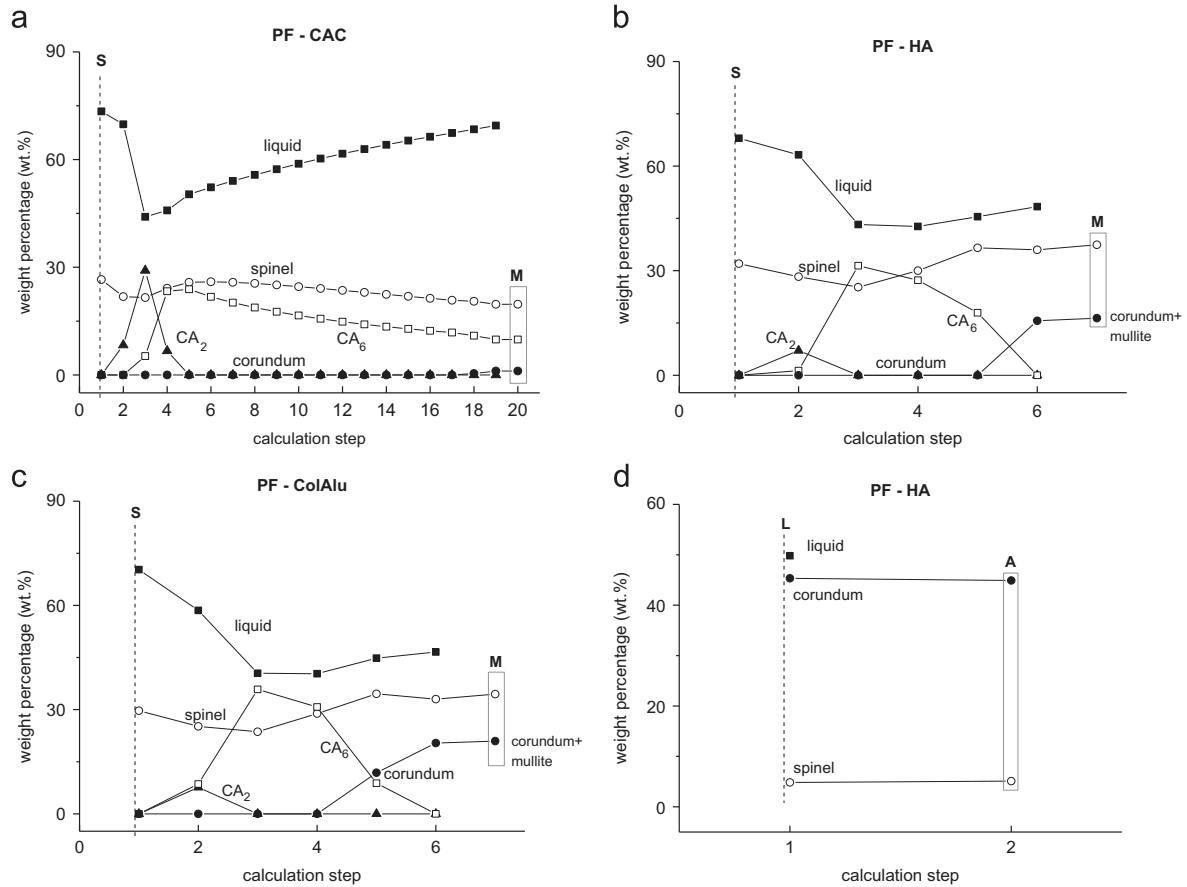 a
PF - CAC
S
90
60
30
0
weight percentage (wt.%)
liquid
spinel
CA2
CA6
corundum
M
0 2 4 6 8 10 12 14 16 18 20
calculation step
b
PF - HA
S
90
60
30
0
weight percentage (wt.%)
liquid
spinel
CA2
CA6
corundum
M
corundum+
mullite
0 2 4 6
calculation step
c
PF - ColAlu
S
90
60
30
0
weight percentage (wt.%)
liquid
spinel
CA2
CA6
corundum
M
corundum+
mullite
0 2 4 6
calculation step
d
PF - HA
L
60
40
20
0
weight percentage (wt.%)
liquid
corundum
spinel
A
1 2
calculation step